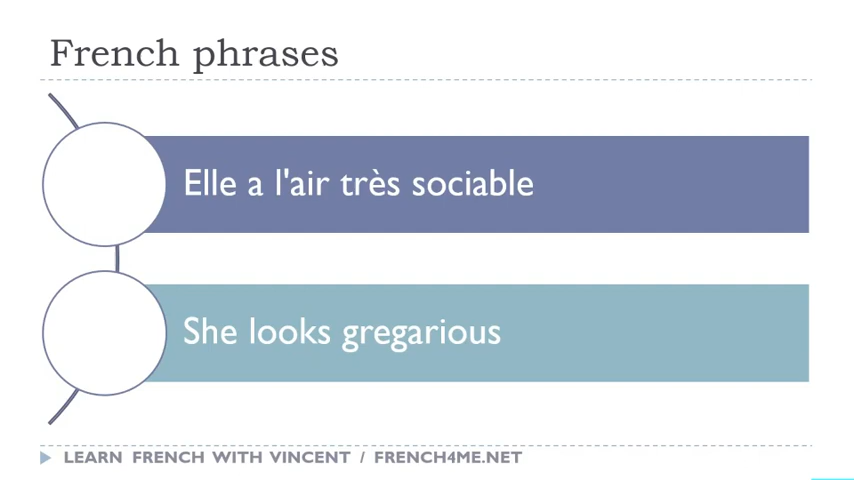 French phrases
Elle a l'air très sociable
She looks gregarious
LEARN FRENCH WITH VINCENT / FRENCH4ME.NET